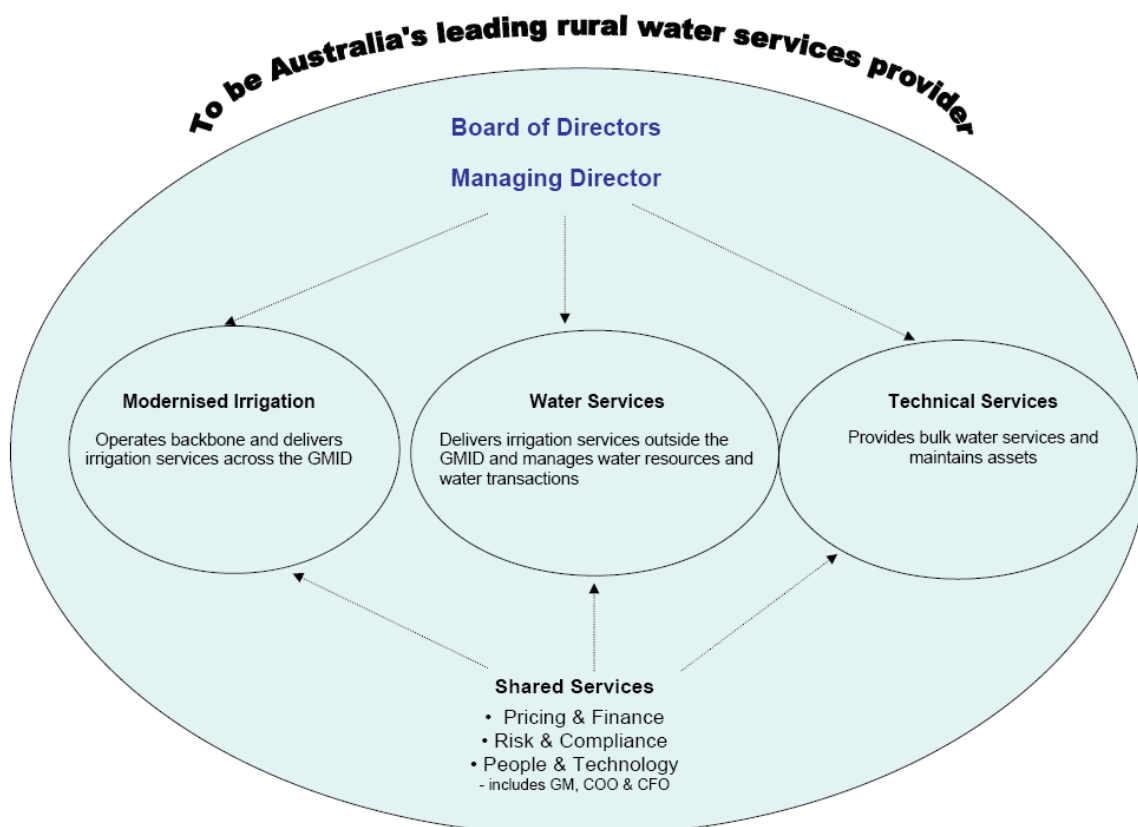 To be Australia's leading rural water services provider
Board of Directors
Managing Director
Modernised Irrigation
Operates backbone and delivers
irrigation services across the GMID
Water Services
Delivers irrigation services outside the
GMID and manages water resources and
water transactions
Technical Services
Provides bulk water services and
maintains assets
Shared Services
• Pricing & Finance
• Risk & Compliance
• People & Technology
- includes GM, COO & CFO